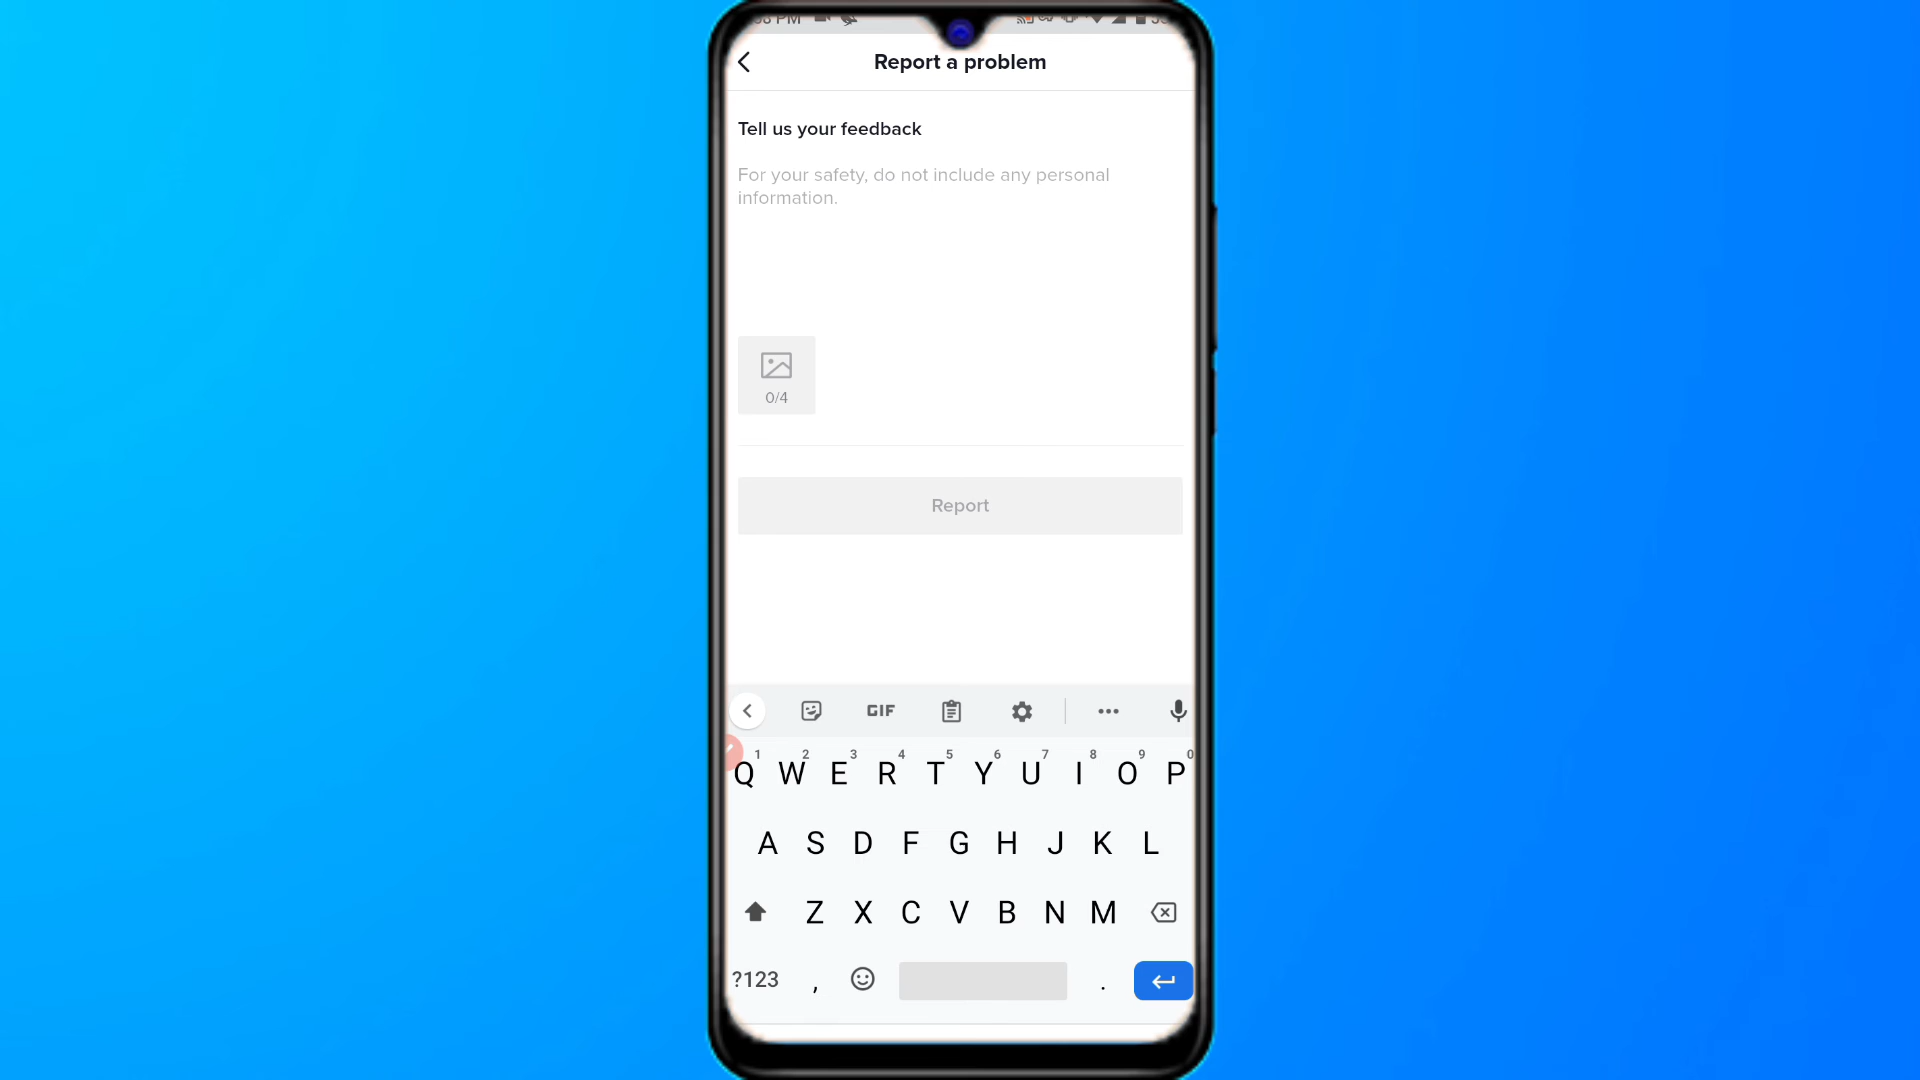 Report a problem
Tell us your feedback
For your safety, do not include any personal
information.
0/4
Report
GIF
1 2 3 4 5 6 7 8 9 0
Q W E R T Y U I O P
A S D F G H J K L
Z X C V B N M
?123 , .